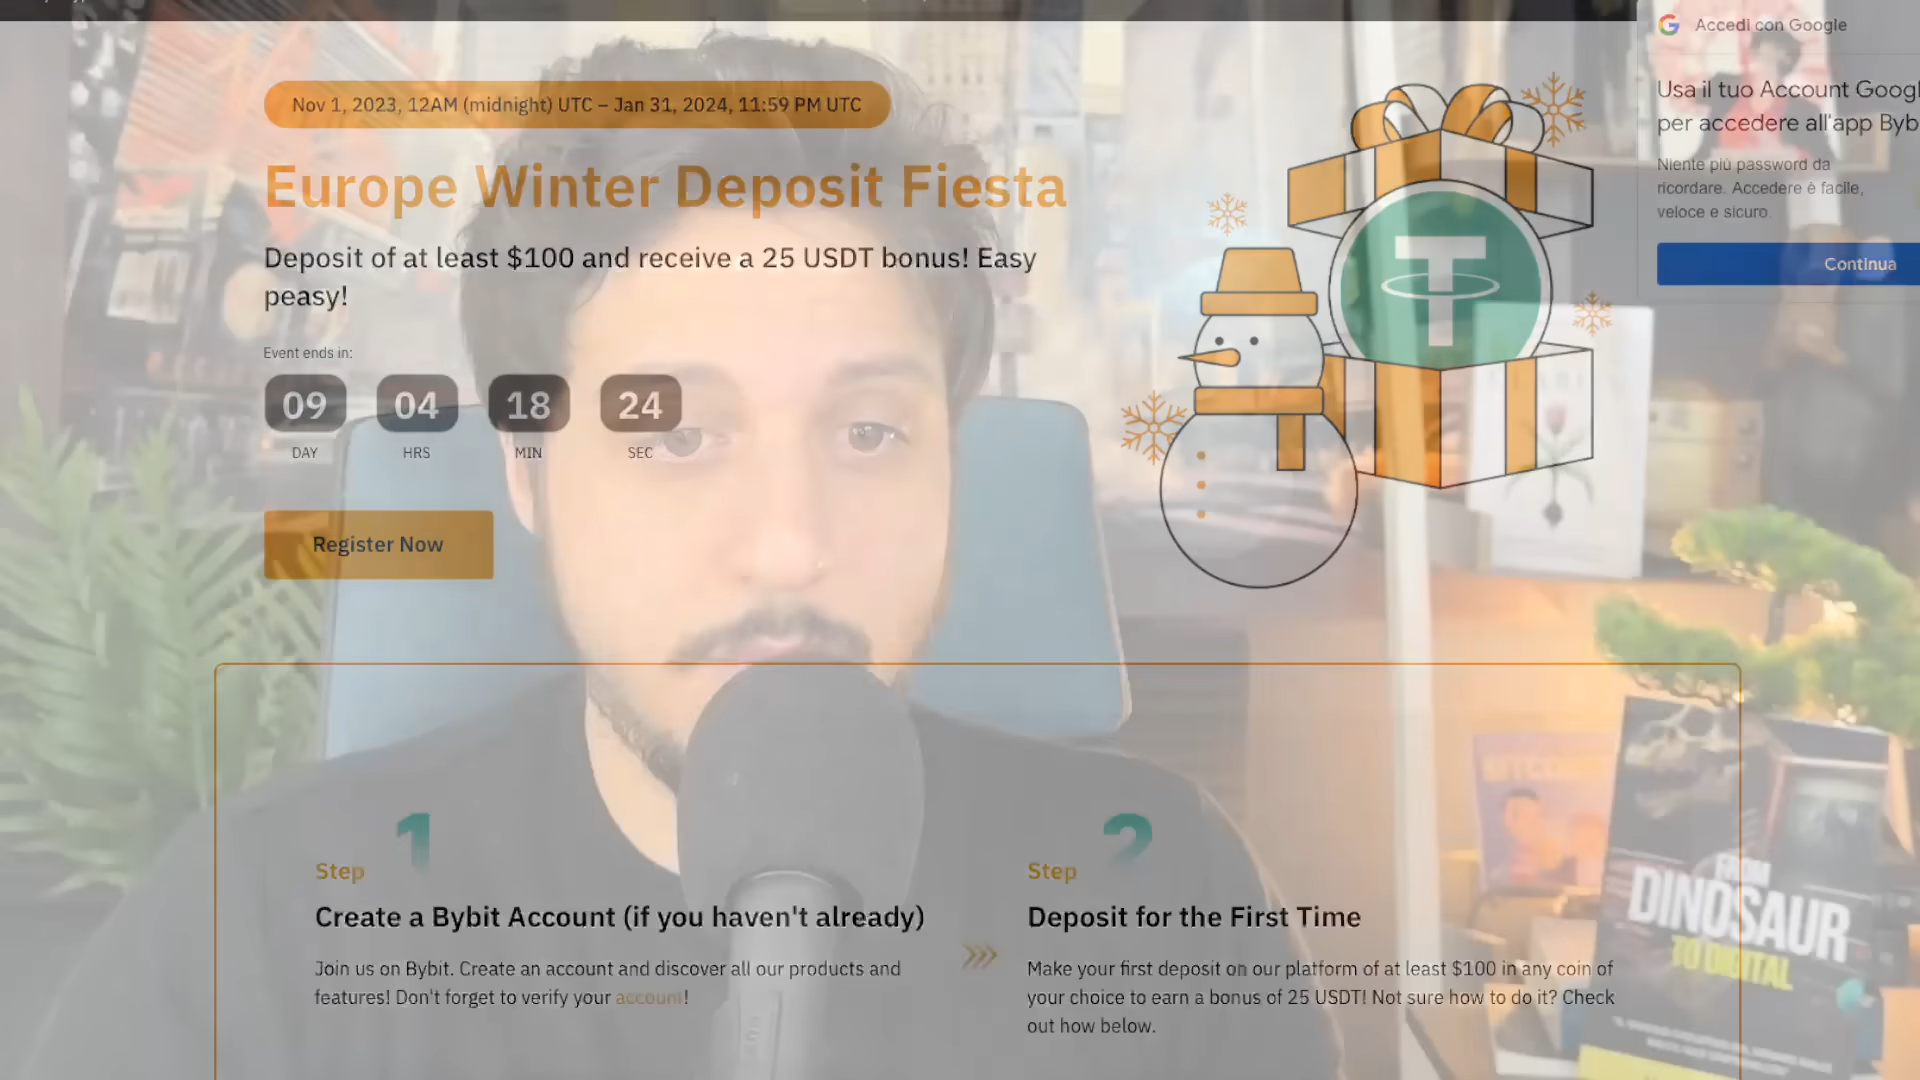 Accedi con Google
Usa il tuo Account Googl
per accedere all'app Byb
Niente più password da
ricordare. Accedere è facile,
veloce e sicuro.
Continua
Nov 1, 2023, 12AM (midnight) UTC – Jan 31, 2024, 11:59 PM UTC
Europe Winter Deposit Fiesta
Deposit of at least $100 and receive a 25 USDT bonus! Easy
peasy!
Event ends in:
09 04 18 24
DAY HRS MIN SEC
Register Now
Step 1
Create a Bybit Account (if you haven't already)
Join us on Bybit. Create an account and discover all our products and
features! Don't forget to verify your account!
Step 2
Deposit for the First Time
Make your first deposit on our platform of at least $100 in any coin of
your choice to earn a bonus of 25 USDT! Not sure how to do it? Check
out how below.
FROM
DINOSAUR
TO DIGITAL